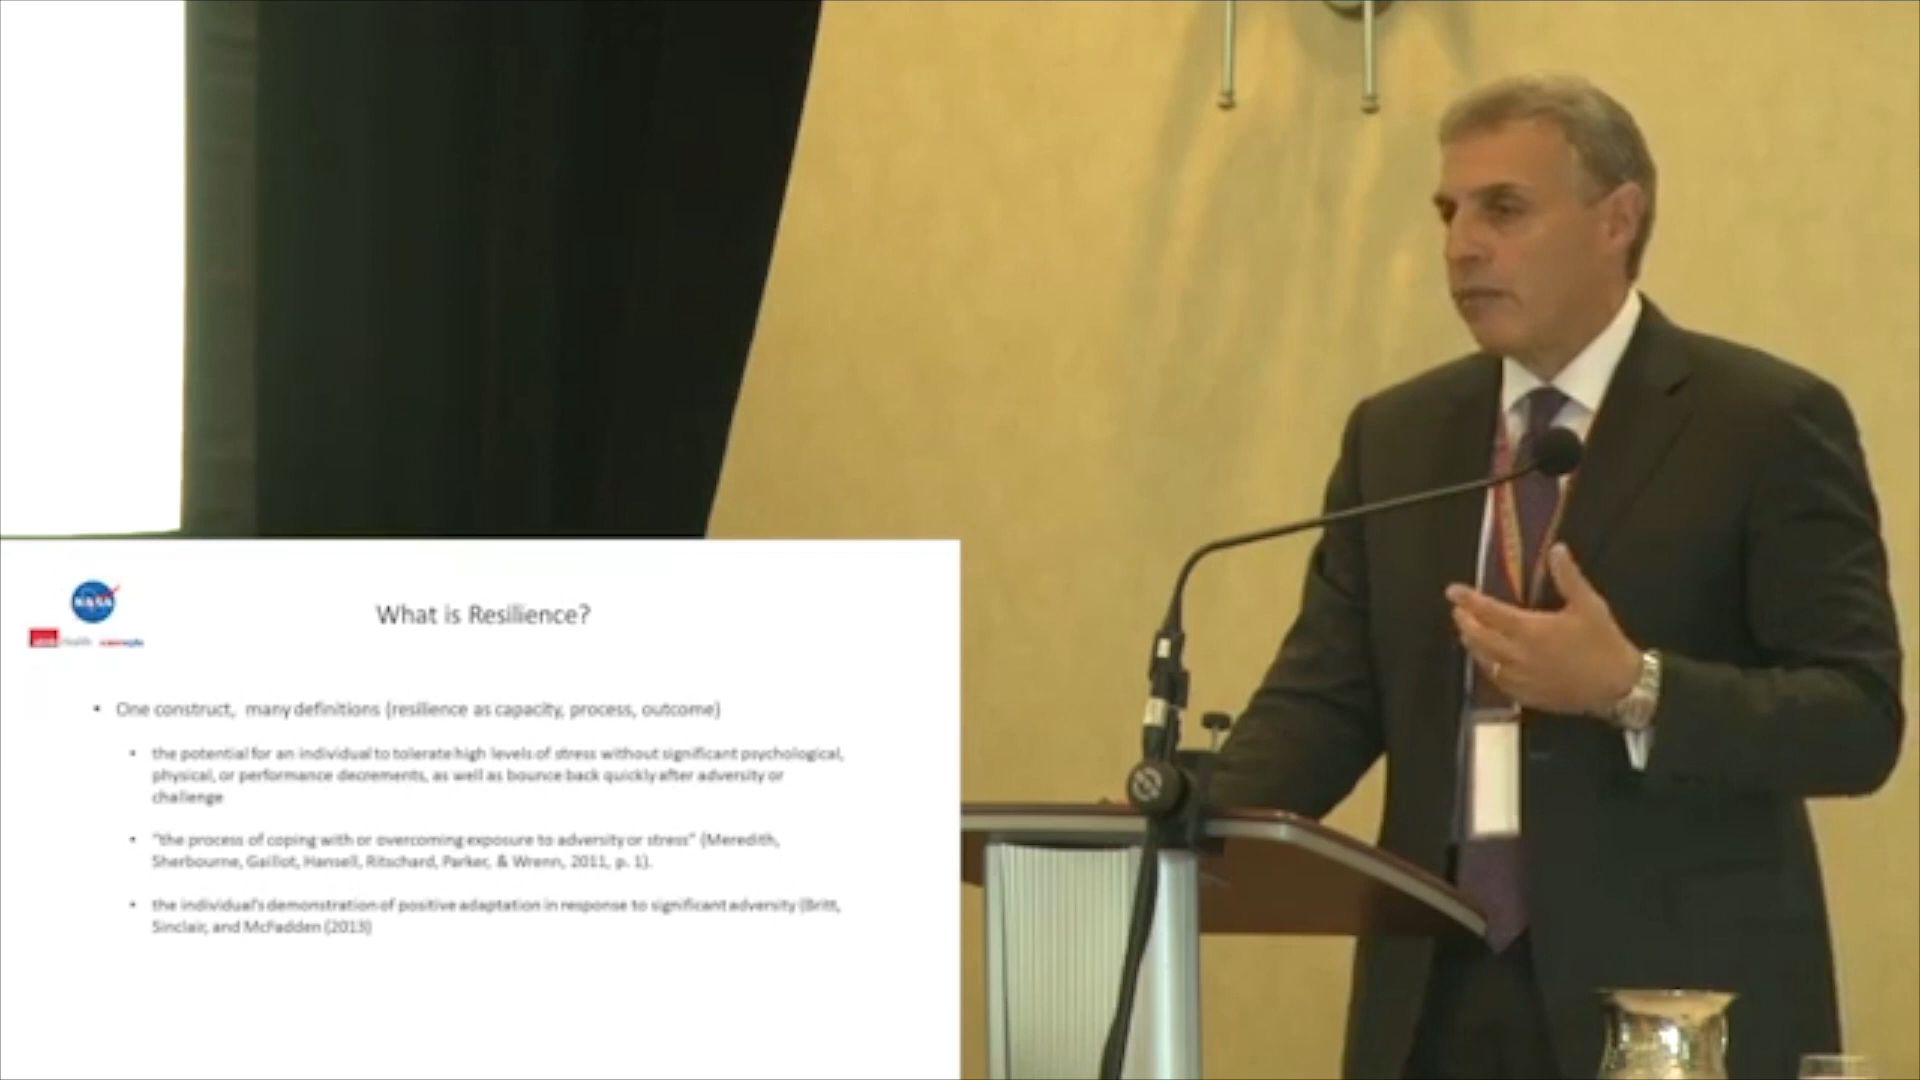 NASA
What is Resilience?
• One construct, many definitions (resilience as capacity, process, outcome)
• the potential for an individual to tolerate high levels of stress without significant psychological,
physical, or performance decrements, as well as bounce back quickly after adversity or
challenge
• "the process of coping with or overcoming exposure to adversity or stress" (Meredith,
Sherbourne, Gaillot, Hansell, Ritschard, Parker, & Wrenn, 2011, p. 1).
• the individual's demonstration of positive adaptation in response to significant adversity (Britt,
Sinclair, and McFadden (2013)